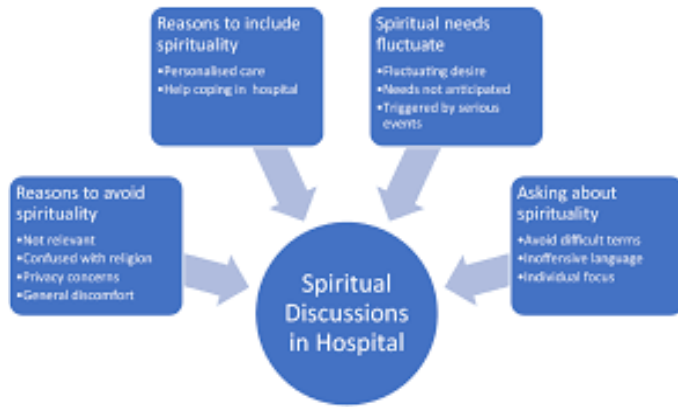 Reasons to include
spirituality
•Personalised care
•Help coping in hospital
Spiritual needs
fluctuate
•Fluctuating desire
•Needs not anticipated
•Triggered by serious
events
Reasons to avoid
spirituality
•Not relevant
•Confused with religion
•Privacy concerns
•General discomfort
Asking about
spirituality
•Avoid difficult terms
•Inoffensive language
•Individual focus
Spiritual
Discussions
in Hospital